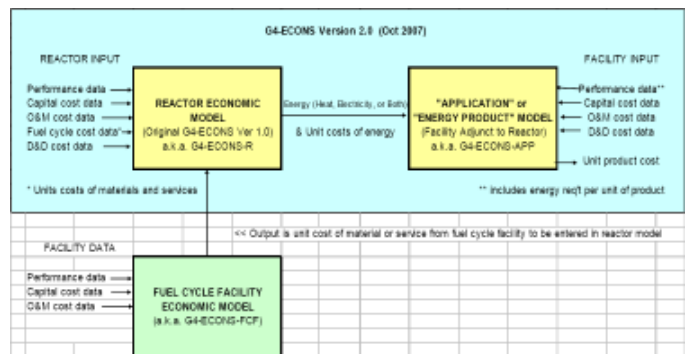 G4-ECONS Version 2.0 (Oct 2007)
REACTOR INPUT
FACILITY INPUT
Performance data
Capital cost data
O&M cost data
Fuel cycle cost data*
D&D cost data
REACTOR ECONOMIC
MODEL
(Original G4-ECONS Ver 1.0)
a.k.a. G4-ECONS-R
Energy (Heat, Electricity, or Both)
& Unit costs of energy
"APPLICATION" or
"ENERGY PRODUCT" MODEL
(Facility Adjunct to Reactor)
a.k.a. G4-ECONS-APP
Performance data**
Capital cost data
O&M cost data
D&D cost data
Unit product cost
* Units costs of materials and services
** Includes energy req't per unit of product
<< Output is unit cost of material or service from fuel cycle facility to be entered in reactor model
FACILITY DATA
Performance data
Capital cost data
O&M cost data
FUEL CYCLE FACILITY
ECONOMIC MODEL
(a.k.a. G4-ECONS-FCF)